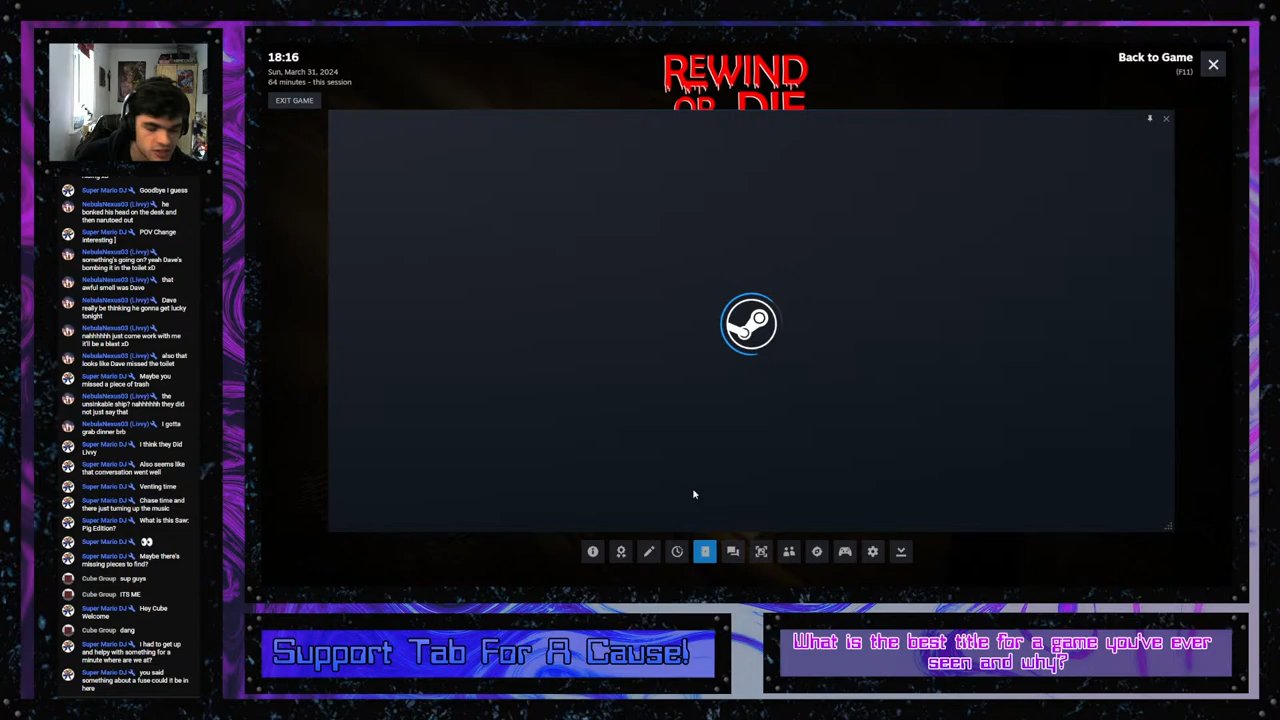 18:16
Sun, March 31, 2024
64 minutes - this session
EXIT GAME
REWIND
OR DIE
Back to Game
(F11)
Super Mario DJ Goodbye I guess
NebulaNexus03 (Livvy) he
bonked his head on the desk and
then narutoed out
Super Mario DJ POV Change
interesting ]
NebulaNexus03 (Livvy)
something's going on? yeah Dave's
bombing it in the toilet xD
NebulaNexus03 (Livvy) that
awful smell was Dave
NebulaNexus03 (Livvy) Dave
really be thinking he gonna get lucky
tonight
NebulaNexus03 (Livvy)
nahhhhhh just come work with me
it'll be a blast xD
NebulaNexus03 (Livvy) also that
looks like Dave missed the toilet
Super Mario DJ Maybe you
missed a piece of trash
NebulaNexus03 (Livvy) the
unsinkable ship? nahhhhhh they did
not just say that
NebulaNexus03 (Livvy) I gotta
grab dinner brb
Super Mario DJ I think they Did
Livvy
Super Mario DJ Also seems like
that conversation went well
Super Mario DJ Venting time
Super Mario DJ Chase time and
there just turning up the music
Super Mario DJ What is this Saw:
Pig Edition?
Super Mario DJ 👀
Super Mario DJ Maybe there's
missing pieces to find?
Cube Group sup guys
Cube Group ITS ME
Super Mario DJ Hey Cube
Welcome
Cube Group dang
Super Mario DJ I had to get up
and helpy with something for a
minute where are we at?
Super Mario DJ you said
something about a fuse could it be in
here
Support Tab For A Cause!
What is the best title for a game you've ever
seen and why?